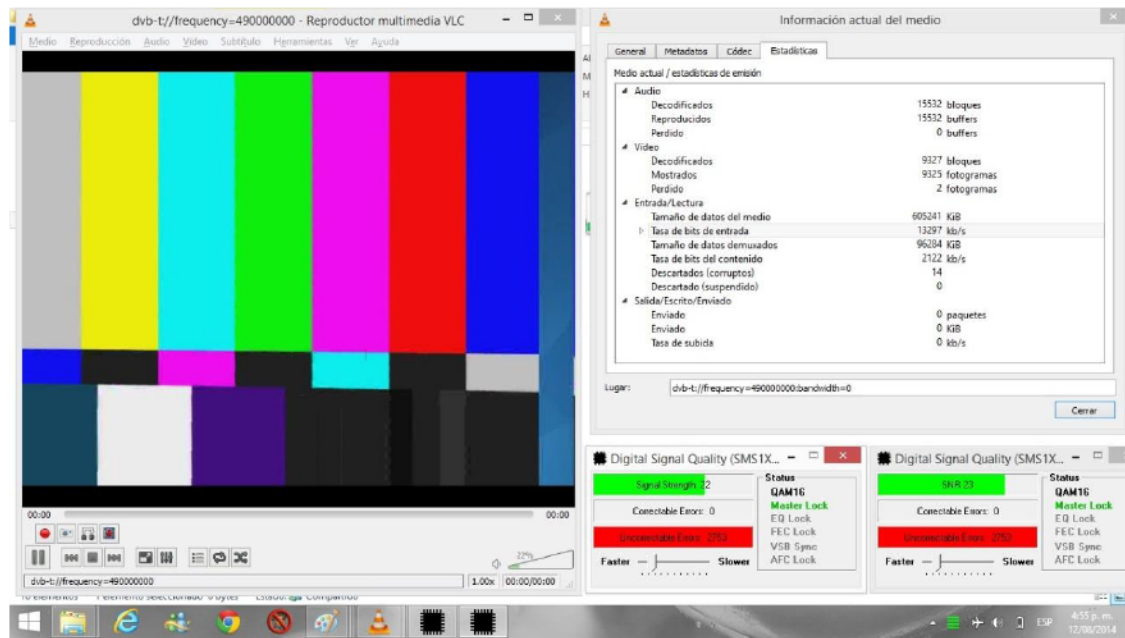 dvb-t://frequency=490000000 - Reproductor multimedia VLC
Medio Reproducción Audio Vídeo Subtítulo Herramientas Ver Ayuda
00:00 00:00
22%
dvb-t://frequency=490000000 1.00x 00:00/00:00
Información actual del medio
General Metadatos Códec Estadísticas
Medio actual / estadísticas de emisión
Audio
Decodificados 15532 bloques
Reproducidos 15532 buffers
Perdido 0 buffers
Vídeo
Decodificados 9327 bloques
Mostrados 9325 fotogramas
Perdido 2 fotogramas
Entrada/Lectura
Tamaño de datos del medio 605241 KiB
Tasa de bits de entrada 13297 kb/s
Tamaño de datos demuxados 96284 KiB
Tasa de bits del contenido 2122 kb/s
Descartados (corruptos) 14
Descartado (suspendido) 0
Salida/Escrito/Enviado
Enviado 0 paquetes
Enviado 0 KiB
Tasa de subida 0 kb/s
Lugar: dvb-t://frequency=490000000:bandwidth=0
Cerrar
Digital Signal Quality (SMS1X...
Signal Strength 22
Correctable Errors: 0
Uncorrectable Errors: 2753
Faster Slower
Status
QAM16
Master Lock
EQ Lock
FEC Lock
VSB Sync
AFC Lock
Digital Signal Quality (SMS1X...
SNR 23
Correctable Errors: 0
Uncorrectable Errors: 2753
Faster Slower
Status
QAM16
Master Lock
EQ Lock
FEC Lock
VSB Sync
AFC Lock
ESP
4:55 p. m.
12/08/2014